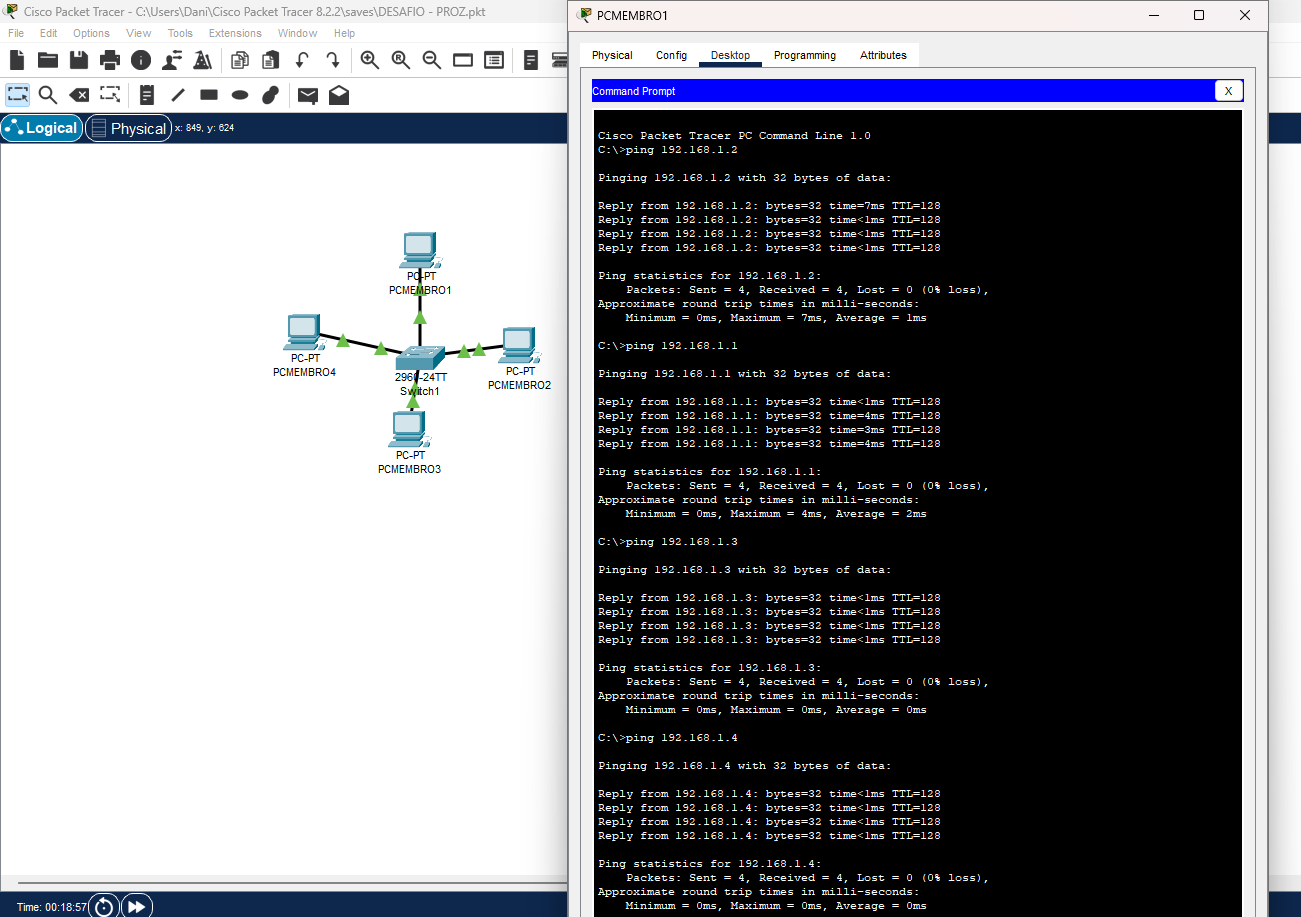 Cisco Packet Tracer - C:\Users\Dani\Cisco Packet Tracer 8.2.2\saves\DESAFIO - PROZ.pkt
File Edit Options View Tools Extensions Window Help
Logical Physical x: 849, y: 624
PC-PT
PCMEMBRO1
PC-PT
PCMEMBRO4
PC-PT
PCMEMBRO2
2960-24TT
Switch1
PC-PT
PCMEMBRO3
Time: 00:18:57
PCMEMBRO1
Physical Config Desktop Programming Attributes
Command Prompt X
Cisco Packet Tracer PC Command Line 1.0
C:\>ping 192.168.1.2
Pinging 192.168.1.2 with 32 bytes of data:
Reply from 192.168.1.2: bytes=32 time=7ms TTL=128
Reply from 192.168.1.2: bytes=32 time<1ms TTL=128
Reply from 192.168.1.2: bytes=32 time<1ms TTL=128
Reply from 192.168.1.2: bytes=32 time<1ms TTL=128
Ping statistics for 192.168.1.2:
Packets: Sent = 4, Received = 4, Lost = 0 (0% loss),
Approximate round trip times in milli-seconds:
Minimum = 0ms, Maximum = 7ms, Average = 1ms
C:\>ping 192.168.1.1
Pinging 192.168.1.1 with 32 bytes of data:
Reply from 192.168.1.1: bytes=32 time<1ms TTL=128
Reply from 192.168.1.1: bytes=32 time=4ms TTL=128
Reply from 192.168.1.1: bytes=32 time=3ms TTL=128
Reply from 192.168.1.1: bytes=32 time=4ms TTL=128
Ping statistics for 192.168.1.1:
Packets: Sent = 4, Received = 4, Lost = 0 (0% loss),
Approximate round trip times in milli-seconds:
Minimum = 0ms, Maximum = 4ms, Average = 2ms
C:\>ping 192.168.1.3
Pinging 192.168.1.3 with 32 bytes of data:
Reply from 192.168.1.3: bytes=32 time<1ms TTL=128
Reply from 192.168.1.3: bytes=32 time<1ms TTL=128
Reply from 192.168.1.3: bytes=32 time<1ms TTL=128
Reply from 192.168.1.3: bytes=32 time<1ms TTL=128
Ping statistics for 192.168.1.3:
Packets: Sent = 4, Received = 4, Lost = 0 (0% loss),
Approximate round trip times in milli-seconds:
Minimum = 0ms, Maximum = 0ms, Average = 0ms
C:\>ping 192.168.1.4
Pinging 192.168.1.4 with 32 bytes of data:
Reply from 192.168.1.4: bytes=32 time<1ms TTL=128
Reply from 192.168.1.4: bytes=32 time<1ms TTL=128
Reply from 192.168.1.4: bytes=32 time<1ms TTL=128
Reply from 192.168.1.4: bytes=32 time<1ms TTL=128
Ping statistics for 192.168.1.4:
Packets: Sent = 4, Received = 4, Lost = 0 (0% loss),
Approximate round trip times in milli-seconds:
Minimum = 0ms, Maximum = 0ms, Average = 0ms